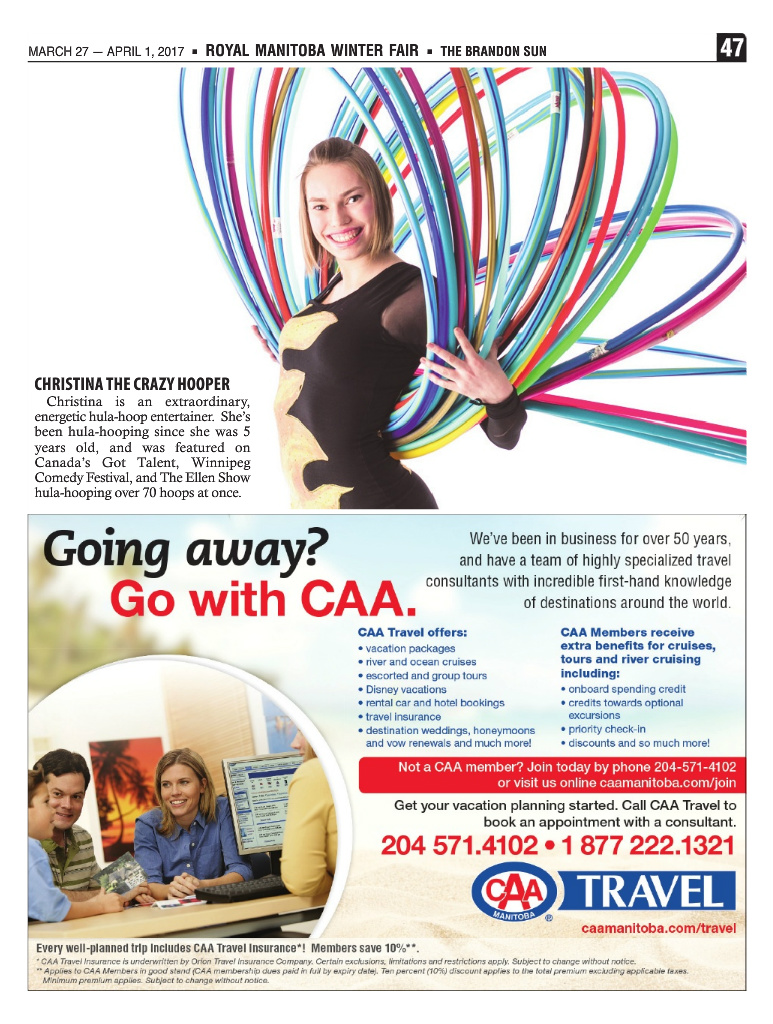 MARCH 27 — APRIL 1, 2017 ▪ ROYAL MANITOBA WINTER FAIR ▪ THE BRANDON SUN
47
CHRISTINA THE CRAZY HOOPER
Christina is an extraordinary,
energetic hula-hoop entertainer. She's
been hula-hooping since she was 5
years old, and was featured on
Canada's Got Talent, Winnipeg
Comedy Festival, and The Ellen Show
hula-hooping over 70 hoops at once.
Going away?
Go with CAA.
We've been in business for over 50 years,
and have a team of highly specialized travel
consultants with incredible first-hand knowledge
of destinations around the world.
CAA Travel offers:
• vacation packages
• river and ocean cruises
• escorted and group tours
• Disney vacations
• rental car and hotel bookings
• travel insurance
• destination weddings, honeymoons
and vow renewals and much more!
CAA Members receive
extra benefits for cruises,
tours and river cruising
including:
• onboard spending credit
• credits towards optional
excursions
• priority check-in
• discounts and so much more!
Not a CAA member? Join today by phone 204-571-4102
or visit us online caamanitoba.com/join
Get your vacation planning started. Call CAA Travel to
book an appointment with a consultant.
204 571.4102 • 1 877 222.1321
CAA TRAVEL
MANITOBA ®
caamanitoba.com/travel
Every well-planned trip includes CAA Travel Insurance*! Members save 10%**.
* CAA Travel Insurance is underwritten by Orion Travel Insurance Company. Certain exclusions, limitations and restrictions apply. Subject to change without notice.
** Applies to CAA Members in good stand (CAA membership dues paid in full by expiry date). Ten percent (10%) discount applies to the total premium excluding applicable taxes.
Minimum premium applies. Subject to change without notice.